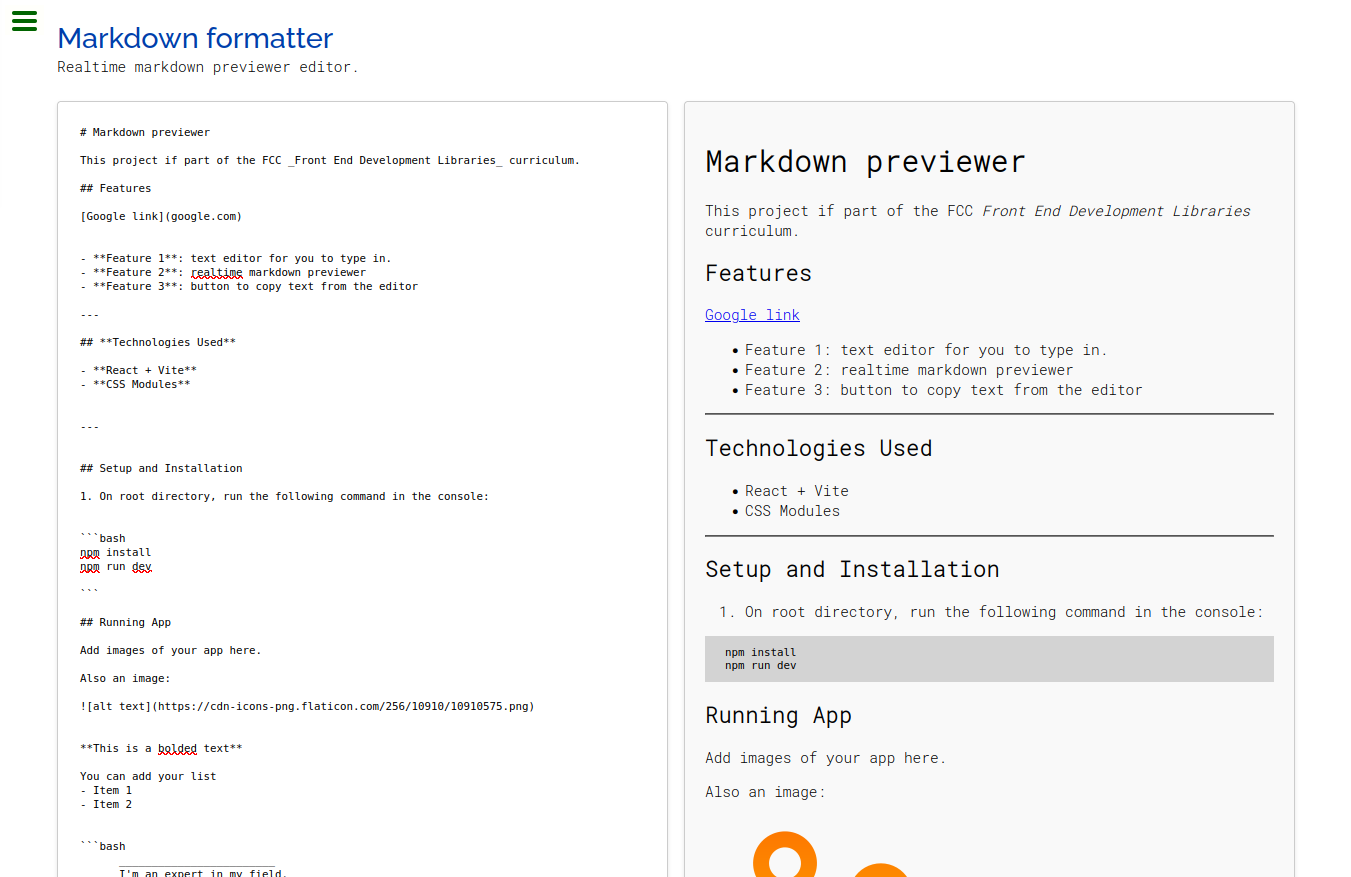 Markdown formatter
Realtime markdown previewer editor.
# Markdown previewer
This project if part of the FCC _Front End Development Libraries_ curriculum.
## Features
[Google link](google.com)
- **Feature 1**: text editor for you to type in.
- **Feature 2**: realtime markdown previewer
- **Feature 3**: button to copy text from the editor
---
## **Technologies Used**
- **React + Vite**
- **CSS Modules**
---
## Setup and Installation
1. On root directory, run the following command in the console:
```bash
npm install
npm run dev
```
## Running App
Add images of your app here.
Also an image:
![alt text](https://cdn-icons-png.flaticon.com/256/10910/10910575.png)
**This is a bolded text**
You can add your list
- Item 1
- Item 2
```bash
________________________
I'm an expert in my field.
Markdown previewer
This project if part of the FCC Front End Development Libraries
curriculum.
Features
Google link
• Feature 1: text editor for you to type in.
• Feature 2: realtime markdown previewer
• Feature 3: button to copy text from the editor
Technologies Used
• React + Vite
• CSS Modules
Setup and Installation
1. On root directory, run the following command in the console:
npm install
npm run dev
Running App
Add images of your app here.
Also an image: